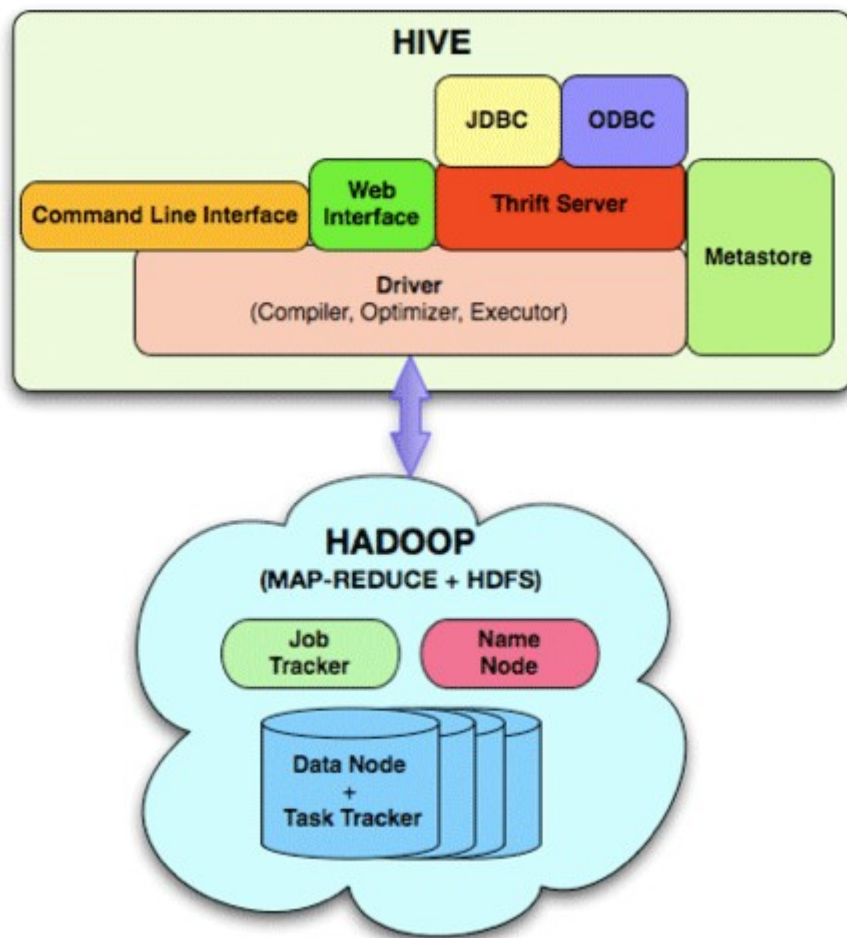 HIVE
JDBC
ODBC
Command Line Interface
Web
Interface
Thrift Server
Metastore
Driver
(Compiler, Optimizer, Executor)
HADOOP
(MAP-REDUCE + HDFS)
Job
Tracker
Name
Node
Data Node
+
Task Tracker